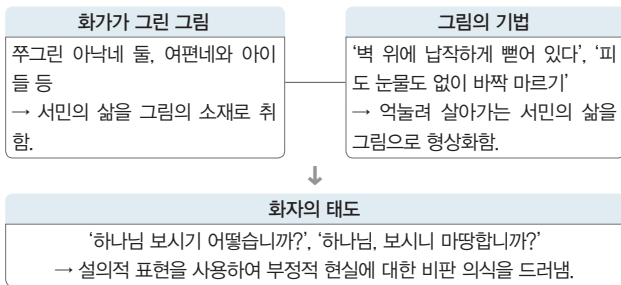 화가가 그린 그림
쭈그린 아낙네 둘, 여편네와 아이
들 등
→ 서민의 삶을 그림의 소재로 취
함.
그림의 기법
‘벽 위에 납작하게 뻗어 있다’, ‘피
도 눈물도 없이 바짝 마르기’
→ 억눌려 살아가는 서민의 삶을
그림으로 형상화함.
↓
화자의 태도
‘하나님 보시기 어떻습니까?’, ‘하나님, 보시니 마땅합니까?’
→ 설의적 표현을 사용하여 부정적 현실에 대한 비판 의식을 드러냄.